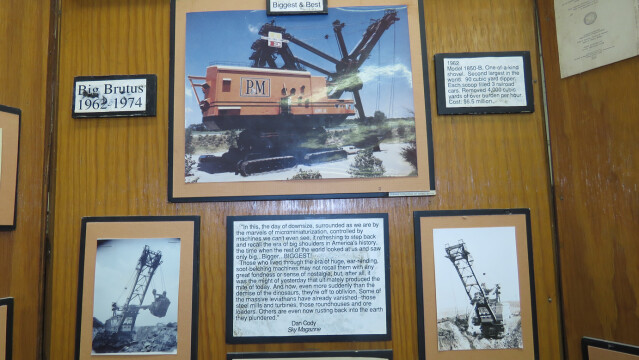 Biggest & Best
Big Brutus
1962-1974
P&M
1962
Model 1850-B. One-of-a-kind
shovel. Second largest in the
world. 90 cubic yard dipper.
Each scoop filled 3 railroad
cars. Removed 4,000 cubic
yards of over burden per hour.
Cost: $6.5 million.
"In this, the day of downsize, surrounded as we are by
the marvels of microminiaturization, controlled by
machines we can't even see, it refreshing to step back
and recall the era of big shoulders in America's history,
the time when the rest of the world looked at us and saw
only big...Bigger...BIGGEST!
Those who lived through the era of huge, ear-rending,
soot-belching machines may not recall them with any
great fondness or sense of nostalgia, but after all, it
was the might of yesterday that ultimately produced the
mite of today. And now, even more suddenly than the
demise of the dinosaurs, they're off to oblivion. Some of
the massive leviathans have already vanished--those
steel mills and turbines, those roundhouses and ore
loaders. Others are even now rusting back into the earth
they plundered."
Dan Cody
Sky Magazine